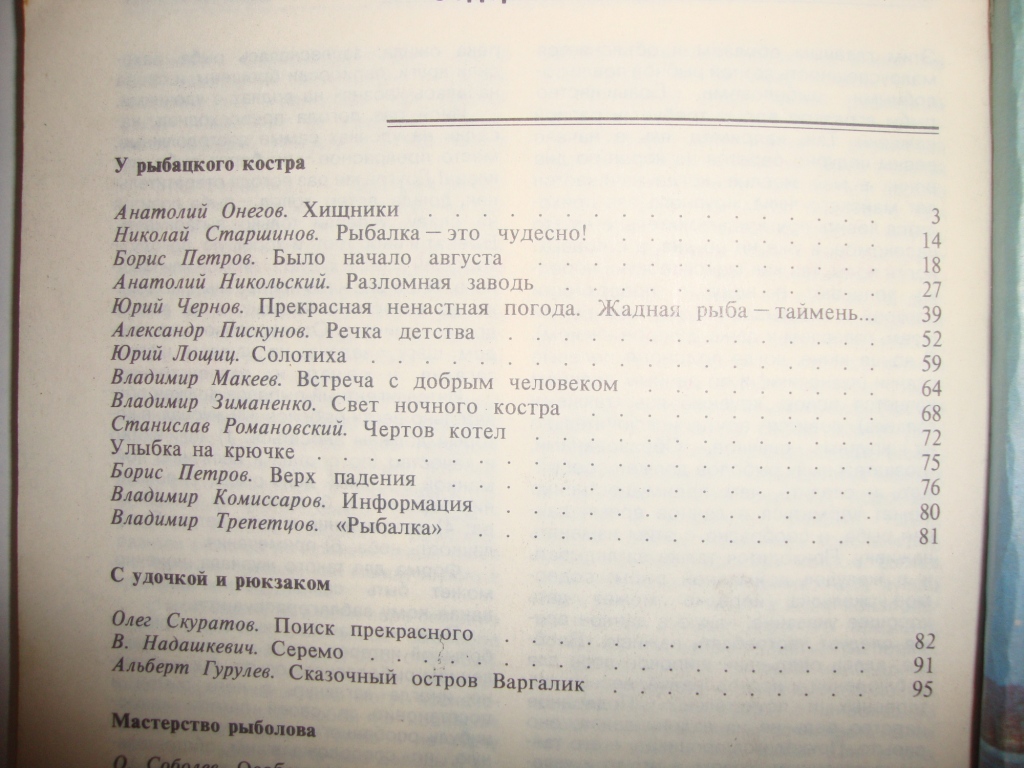 У рыбацкого костра
Анатолий Онегов. Хищники . . . . . . . . . . . . . . . . 3
Николай Старшинов. Рыбалка — это чудесно! . . . . . . . . . . 14
Борис Петров. Было начало августа . . . . . . . . . . . . . 18
Анатолий Никольский. Разломная заводь . . . . . . . . . . . . 27
Юрий Чернов. Прекрасная ненастная погода. Жадная рыба — таймень... 39
Александр Пискунов. Речка детства . . . . . . . . . . . . . . 52
Юрий Лощиц. Солотиха . . . . . . . . . . . . . . . . . . 59
Владимир Макеев. Встреча с добрым человеком . . . . . . . . . 64
Владимир Зиманенко. Свет ночного костра . . . . . . . . . . . 68
Станислав Романовский. Чертов котел . . . . . . . . . . . . . 72
Улыбка на крючке . . . . . . . . . . . . . . . . . . . . 75
Борис Петров. Верх падения . . . . . . . . . . . . . . . . 76
Владимир Комиссаров. Информация . . . . . . . . . . . . . . 80
Владимир Трепетцов. «Рыбалка» . . . . . . . . . . . . . . . 81
С удочкой и рюкзаком
Олег Скуратов. Поиск прекрасного . . . . . . . . . . . . . . 82
В. Надашкевич. Серемо . . . . . . . . . . . . . . . . . . 91
Альберт Гурулев. Сказочный остров Варгалик . . . . . . . . . . 95
Мастерство рыболова
О. Соболев.